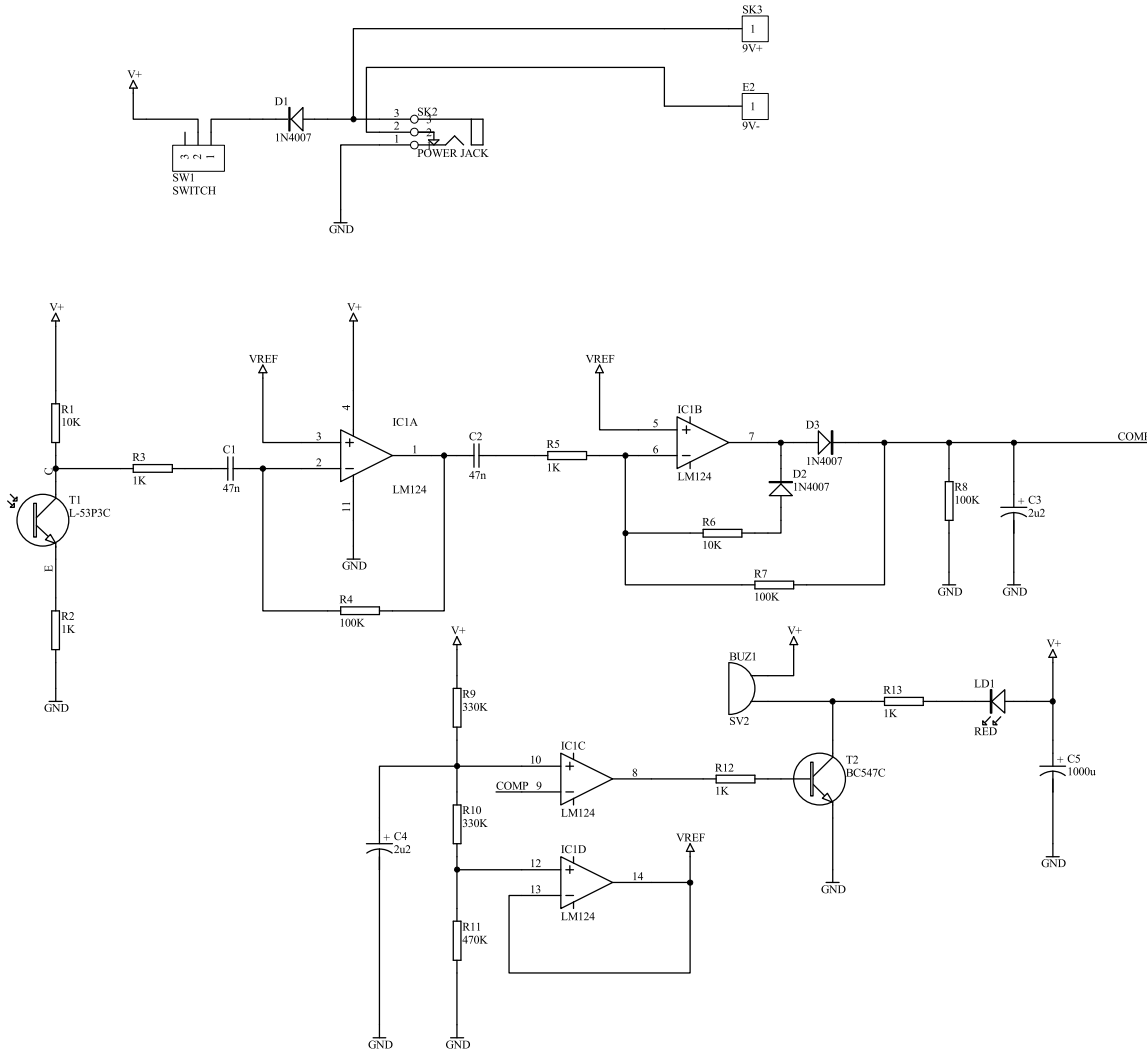 SK3
1
9V+
V+
D1
1N4007
E2
1
9V-
3 SK2
3
2
2
1
POWER JACK
3 2 1
SW1
SWITCH
GND
V+
V+
VREF
VREF
R1
10K
4
IC1A
IC1B
C
R3
1K
C1
47n
3
2
1
LM124
11
C2
47n
R5
1K
5
6
7
LM124
D3
1N4007
COMP
D2
1N4007
T1
L-53P3C
E
R8
100K
C3
2u2
R6
10K
GND
R7
100K
GND
GND
R4
100K
R2
1K
GND
V+
V+
V+
BUZ1
SV2
R9
330K
R13
1K
LD1
RED
IC1C
10
COMP 9
8
LM124
R12
1K
T2
BC547C
C5
1000u
R10
330K
C4
2u2
VREF
IC1D
12
13
14
LM124
GND
GND
R11
470K
GND
GND